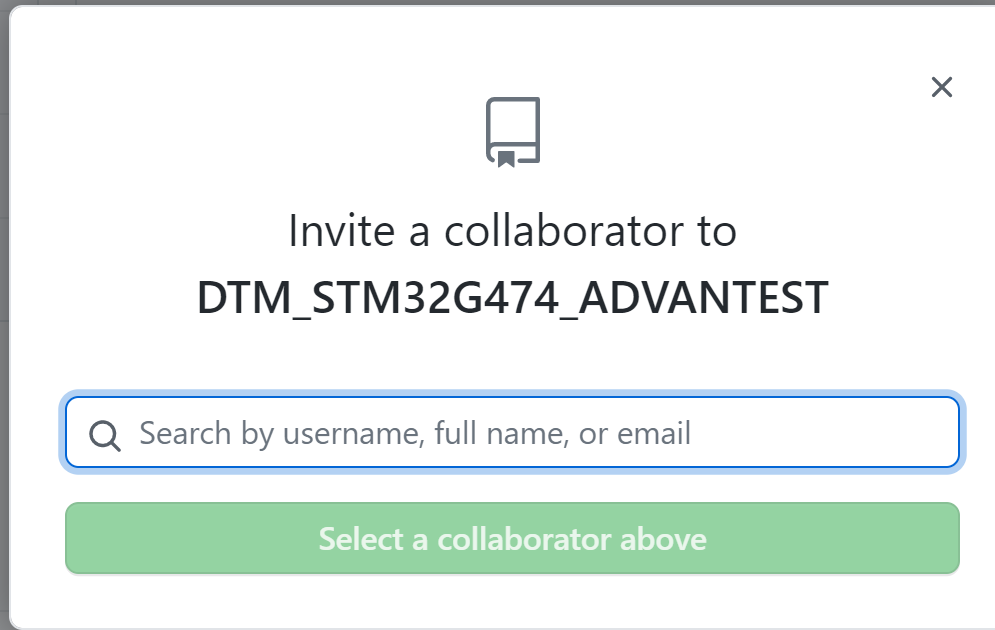 Invite a collaborator to
DTM_STM32G474_ADVANTEST
Search by username, full name, or email
Select a collaborator above